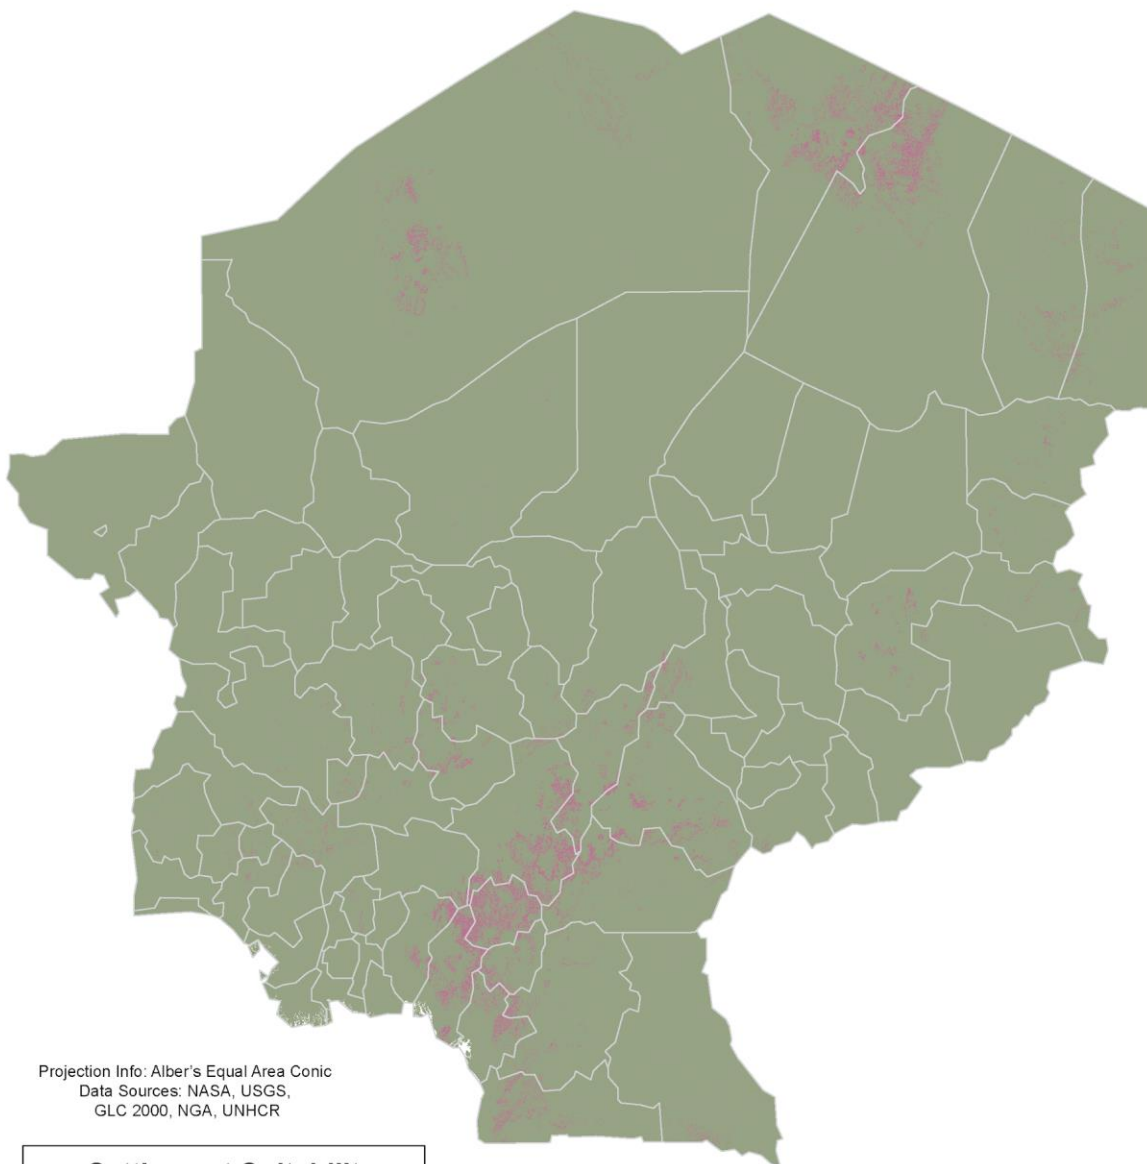 Projection Info: Alber's Equal Area Conic
Data Sources: NASA, USGS,
GLC 2000, NGA, UNHCR